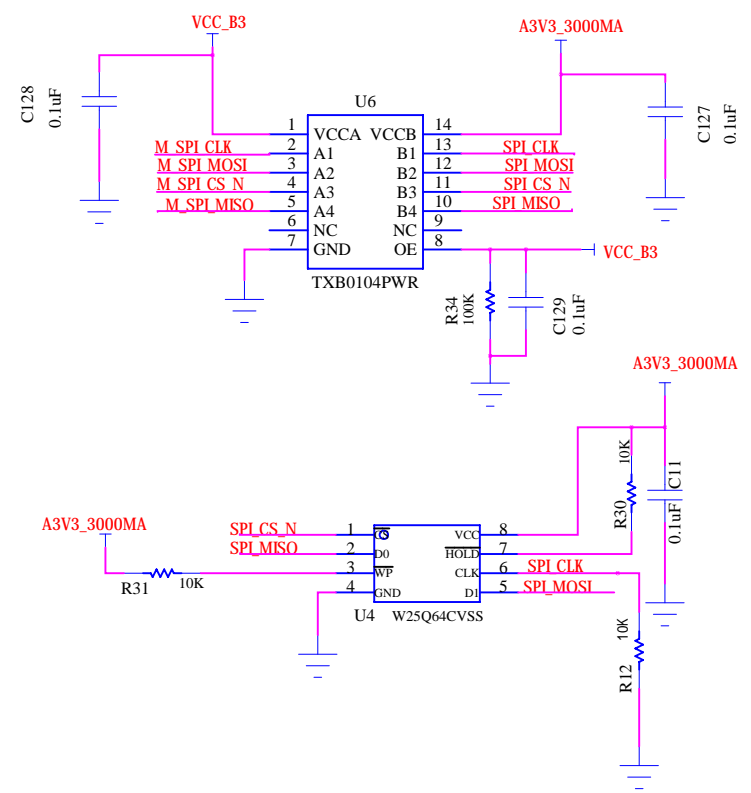 VCC_B3
A3V3_3000MA
C128
0.1uF
C127
0.1uF
U6
1 VCCA VCCB 14
M_SPI_CLK 2 A1 B1 13 SPI_CLK
M_SPI_MOSI 3 A2 B2 12 SPI_MOSI
M_SPI_CS_N 4 A3 B3 11 SPI_CS_N
M_SPI_MISO 5 A4 B4 10 SPI_MISO
6 NC NC 9
7 GND OE 8
VCC_B3
TXB0104PWR
R34
100K
C129
0.1uF
A3V3_3000MA
10K
R30
C11
0.1uF
A3V3_3000MA
SPI_CS_N 1 CS VCC 8
SPI_MISO 2 D0 HOLD 7
3 WP CLK 6 SPI_CLK
4 GND D1 5 SPI_MOSI
R31 10K
U4 W25Q64CVSS
10K
R12